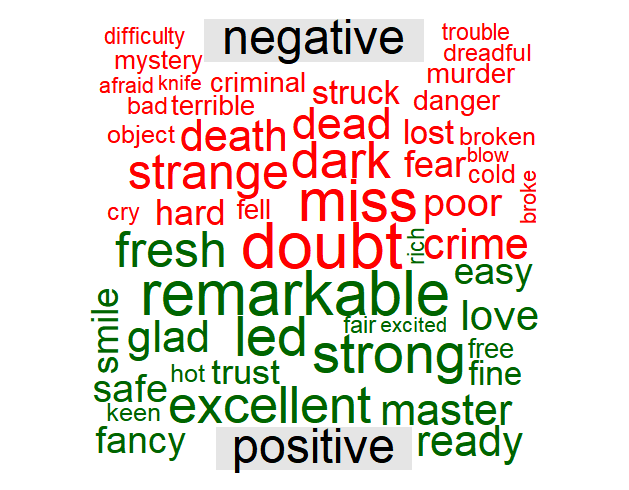 difficulty
negative
trouble
mystery
dreadful
afraid knife criminal
struck
murder
bad terrible
danger
object
death
dead
lost
broken
strange
dark
fear
blow
cold
broke
cry
hard
fell
miss
poor
fresh
doubt
rich
crime
remarkable
easy
smile
glad
led
fair
excited
love
strong
free
hot
trust
fine
safe
keen
excellent
master
fancy
positive
ready